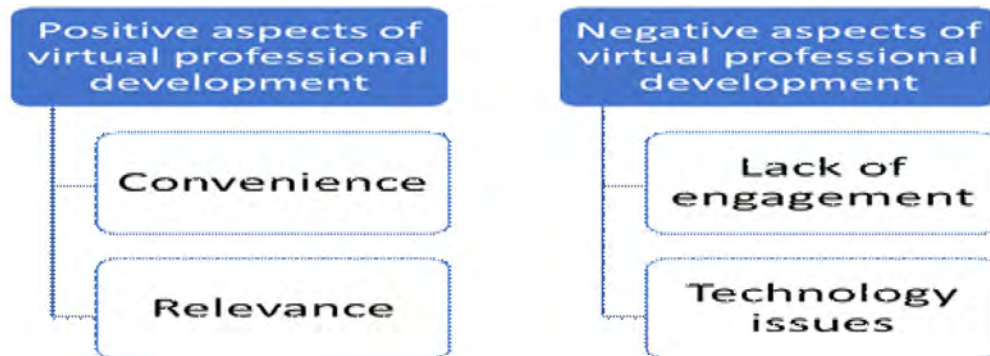 Positive aspects of
virtual professional
development
Convenience
Relevance
Negative aspects of
virtual professional
development
Lack of
engagement
Technology
issues